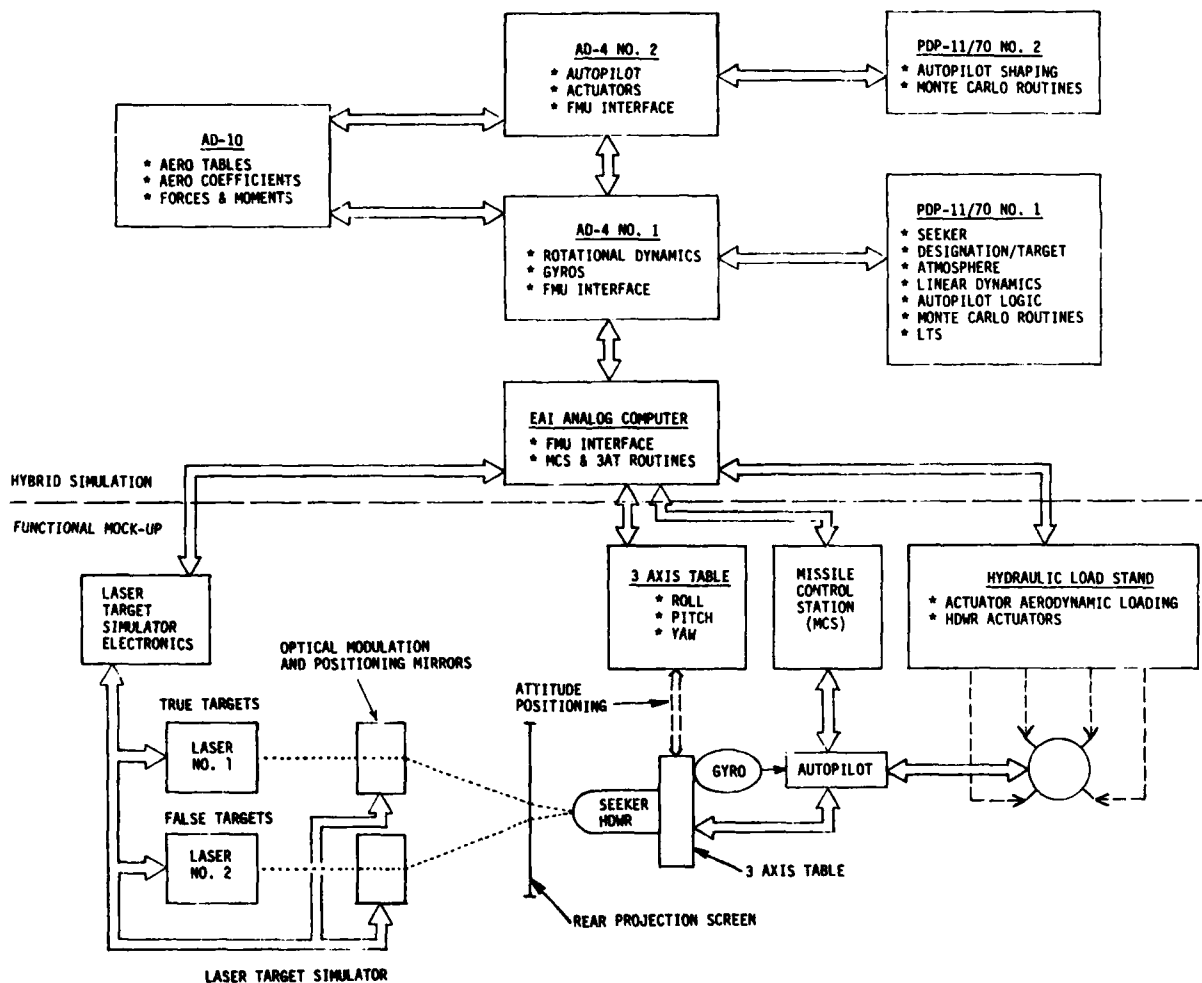 AD-4 NO. 2
* AUTOPILOT
* ACTUATORS
* FMU INTERFACE
PDP-11/70 NO. 2
* AUTOPILOT SHAPING
* MONTE CARLO ROUTINES
AD-10
* AERO TABLES
* AERO COEFFICIENTS
* FORCES & MOMENTS
AD-4 NO. 1
* ROTATIONAL DYNAMICS
* GYROS
* FMU INTERFACE
PDP-11/70 NO. 1
* SEEKER
* DESIGNATION/TARGET
* ATMOSPHERE
* LINEAR DYNAMICS
* AUTOPILOT LOGIC
* MONTE CARLO ROUTINES
* LTS
EAI ANALOG COMPUTER
* FMU INTERFACE
* MCS & 3AT ROUTINES
HYBRID SIMULATION
FUNCTIONAL MOCK-UP
LASER
TARGET
SIMULATOR
ELECTRONICS
3 AXIS TABLE
* ROLL
* PITCH
* YAW
MISSILE
CONTROL
STATION
(MCS)
HYDRAULIC LOAD STAND
* ACTUATOR AERODYNAMIC LOADING
* HDWR ACTUATORS
OPTICAL MODULATION
AND POSITIONING MIRRORS
ATTITUDE
POSITIONING
TRUE TARGETS
LASER
NO. 1
GYRO
AUTOPILOT
SEEKER
HDWR
FALSE TARGETS
LASER
NO. 2
3 AXIS TABLE
REAR PROJECTION SCREEN
LASER TARGET SIMULATOR